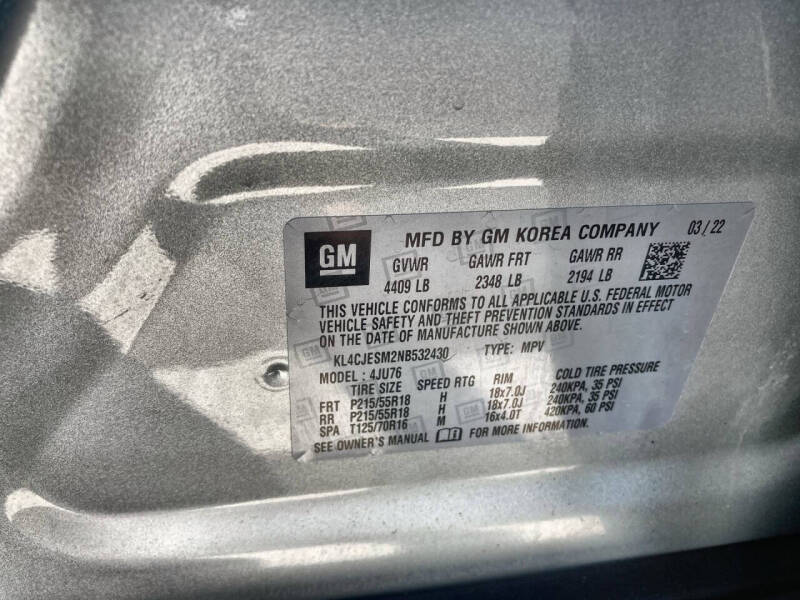 GM MFD BY GM KOREA COMPANY 03/22
GVWR GAWR FRT GAWR RR
4409 LB 2348 LB 2194 LB
THIS VEHICLE CONFORMS TO ALL APPLICABLE U.S. FEDERAL MOTOR
VEHICLE SAFETY AND THEFT PREVENTION STANDARDS IN EFFECT
ON THE DATE OF MANUFACTURE SHOWN ABOVE.
KL4CJESM2NB532430 TYPE: MPV
MODEL: 4JU76
TIRE SIZE SPEED RTG RIM COLD TIRE PRESSURE
FRT P215/55R18 H 18x7.0J 240KPA, 35 PSI
RR P215/55R18 H 18x7.0J 240KPA, 35 PSI
SPA T125/70R16 M 16x4.0T 420KPA, 60 PSI
SEE OWNER'S MANUAL FOR MORE INFORMATION.